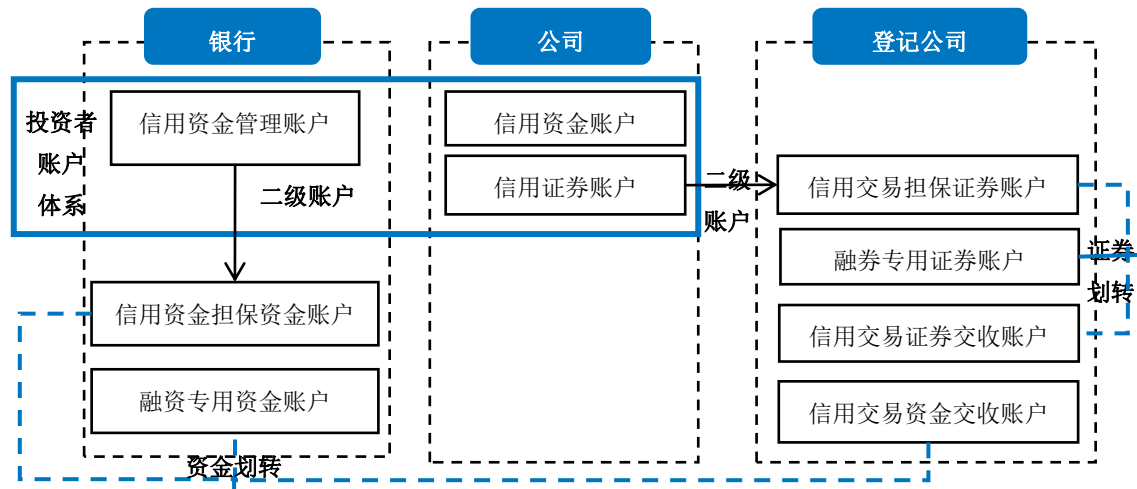 银行
公司
登记公司
投资者
账户
体系
信用资金管理账户
二级账户
信用资金担保资金账户
融资专用资金账户
资金划转
信用资金账户
信用证券账户
二级
账户
信用交易担保证券账户
融券专用证券账户
信用交易证券交收账户
信用交易资金交收账户
证券
划转